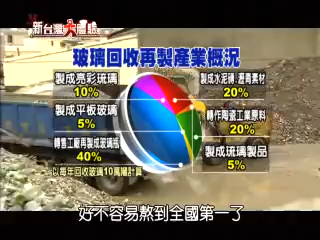 新台灣大體驗
玻璃回收再製產業概況
製成亮彩琉璃
10%
製成水泥磚、瀝青素材
20%
製成平板玻璃
5%
轉作陶瓷工業原料
20%
轉售工廠再製成玻璃瓶
40%
製成琉璃製品
5%
以每年回收玻璃10萬噸計算
好不容易熬到全國第一了